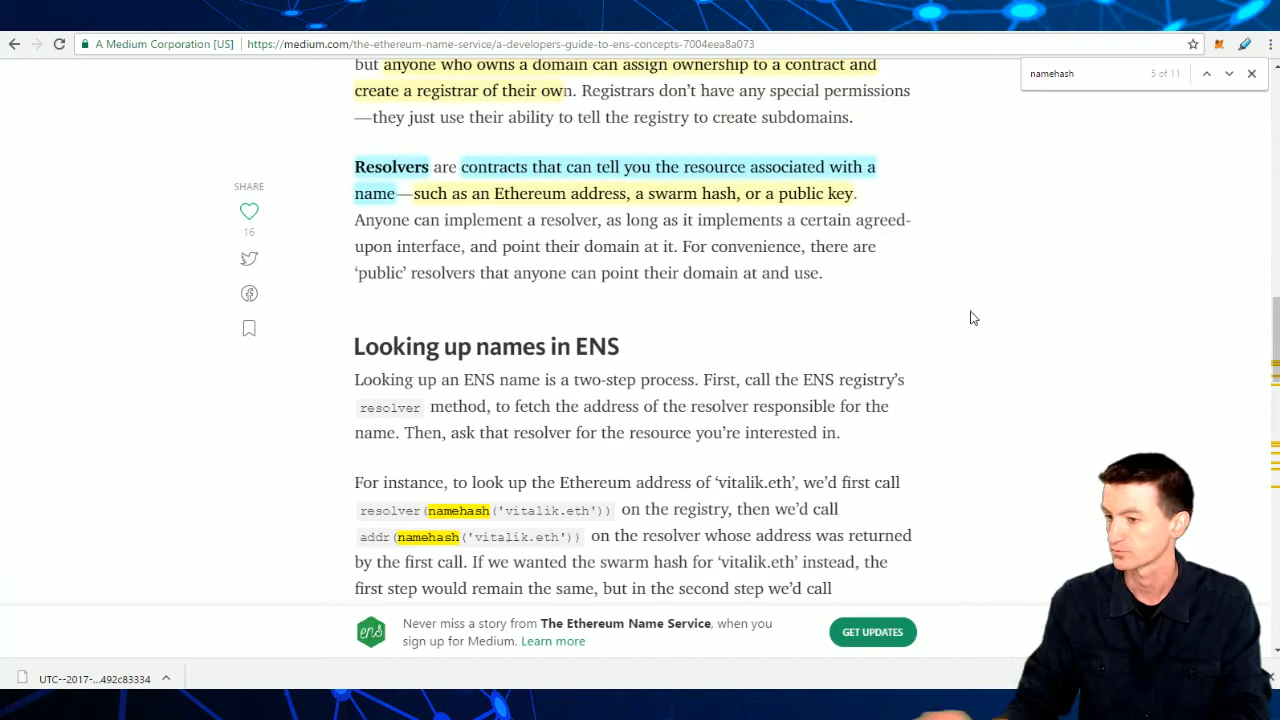 A Medium Corporation [US]
https://medium.com/the-ethereum-name-service/a-developers-guide-to-ens-concepts-7004eea8a073
namehash
5 of 11
but anyone who owns a domain can assign ownership to a contract and
create a registrar of their own. Registrars don't have any special permissions
—they just use their ability to tell the registry to create subdomains.
Resolvers are contracts that can tell you the resource associated with a
name—such as an Ethereum address, a swarm hash, or a public key.
Anyone can implement a resolver, as long as it implements a certain agreed-
upon interface, and point their domain at it. For convenience, there are
‘public’ resolvers that anyone can point their domain at and use.
SHARE
16
Looking up names in ENS
Looking up an ENS name is a two-step process. First, call the ENS registry’s
resolver method, to fetch the address of the resolver responsible for the
name. Then, ask that resolver for the resource you’re interested in.
For instance, to look up the Ethereum address of ‘vitalik.eth’, we’d first call
resolver(namehash('vitalik.eth')) on the registry, then we’d call
addr(namehash('vitalik.eth')) on the resolver whose address was returned
by the first call. If we wanted the swarm hash for ‘vitalik.eth’ instead, the
first step would remain the same, but in the second step we’d call
ens
Never miss a story from The Ethereum Name Service, when you
sign up for Medium. Learn more
GET UPDATES
UTC--2017-...492c83334